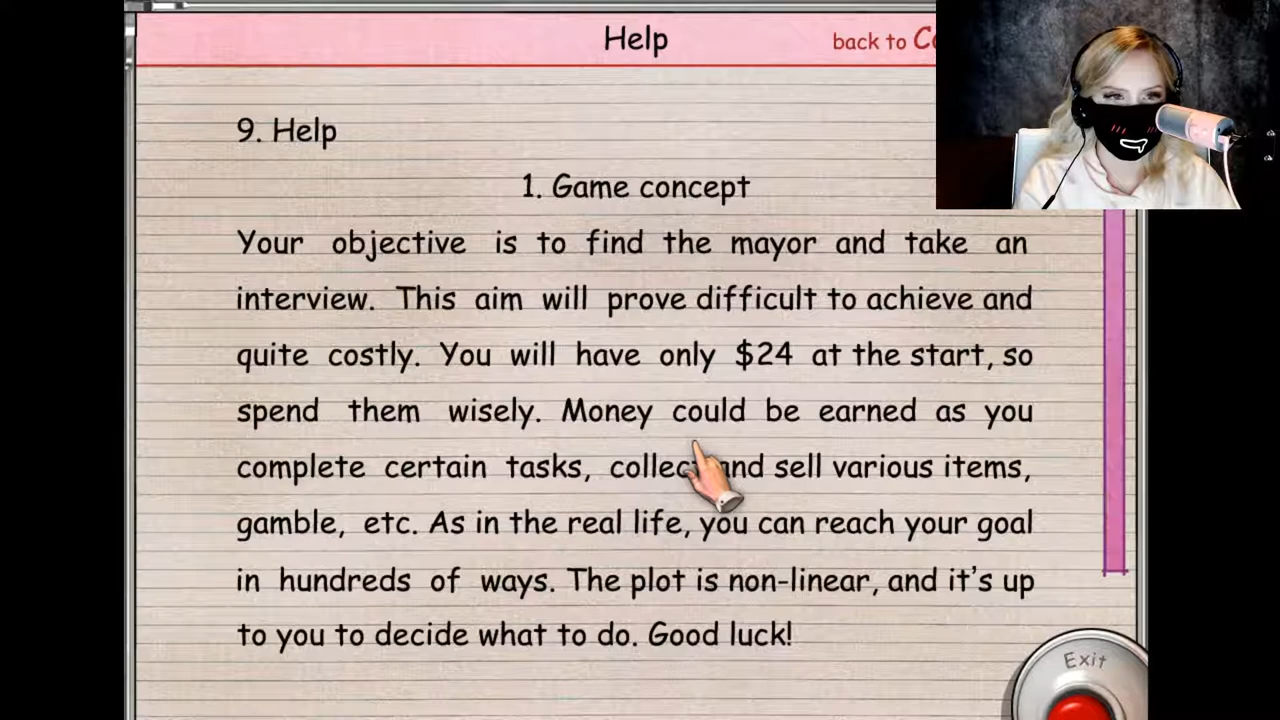 Help
back to
9. Help
1. Game concept
Your objective is to find the mayor and take an
interview. This aim will prove difficult to achieve and
quite costly. You will have only $24 at the start, so
spend them wisely. Money could be earned as you
complete certain tasks, and sell various items,
gamble, etc. As in the real life, you can reach your goal
in hundreds of ways. The plot is non-linear, and it's up
to you to decide what to do. Good luck!
Exit